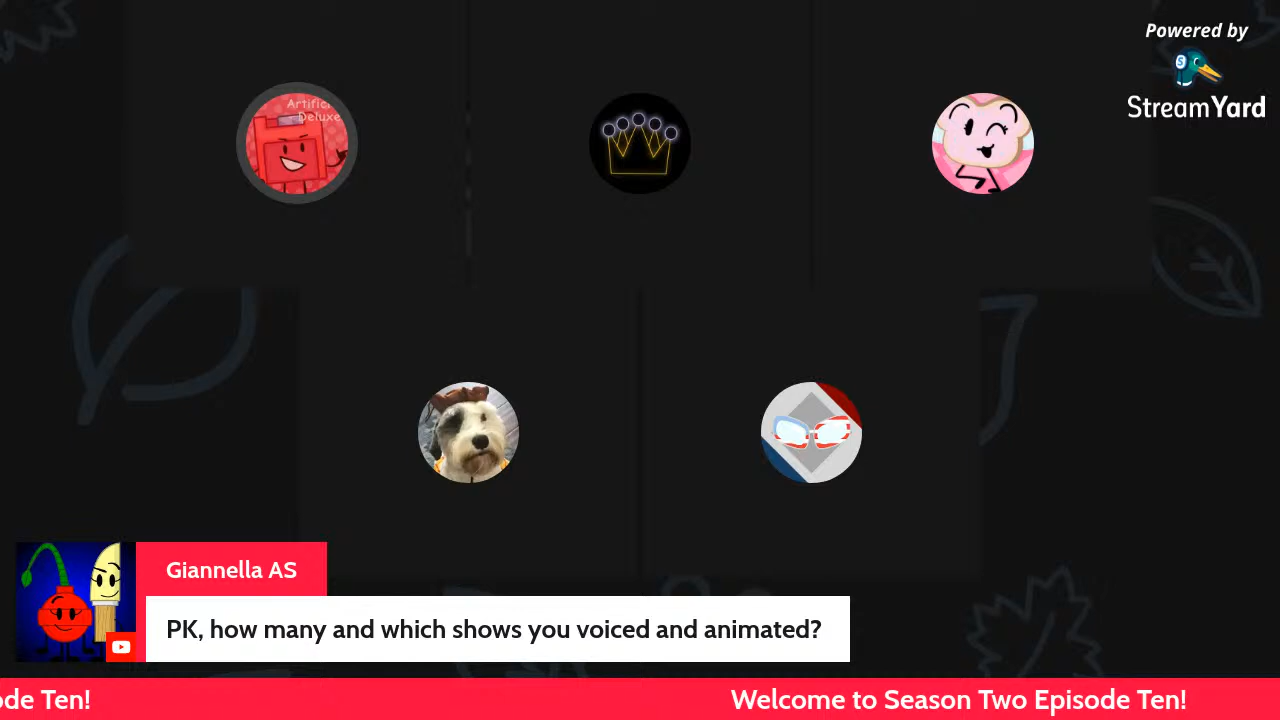 Powered by
StreamYard
Artific
Deluxe
Giannella AS
PK, how many and which shows you voiced and animated?
ode Ten!
Welcome to Season Two Episode Ten!